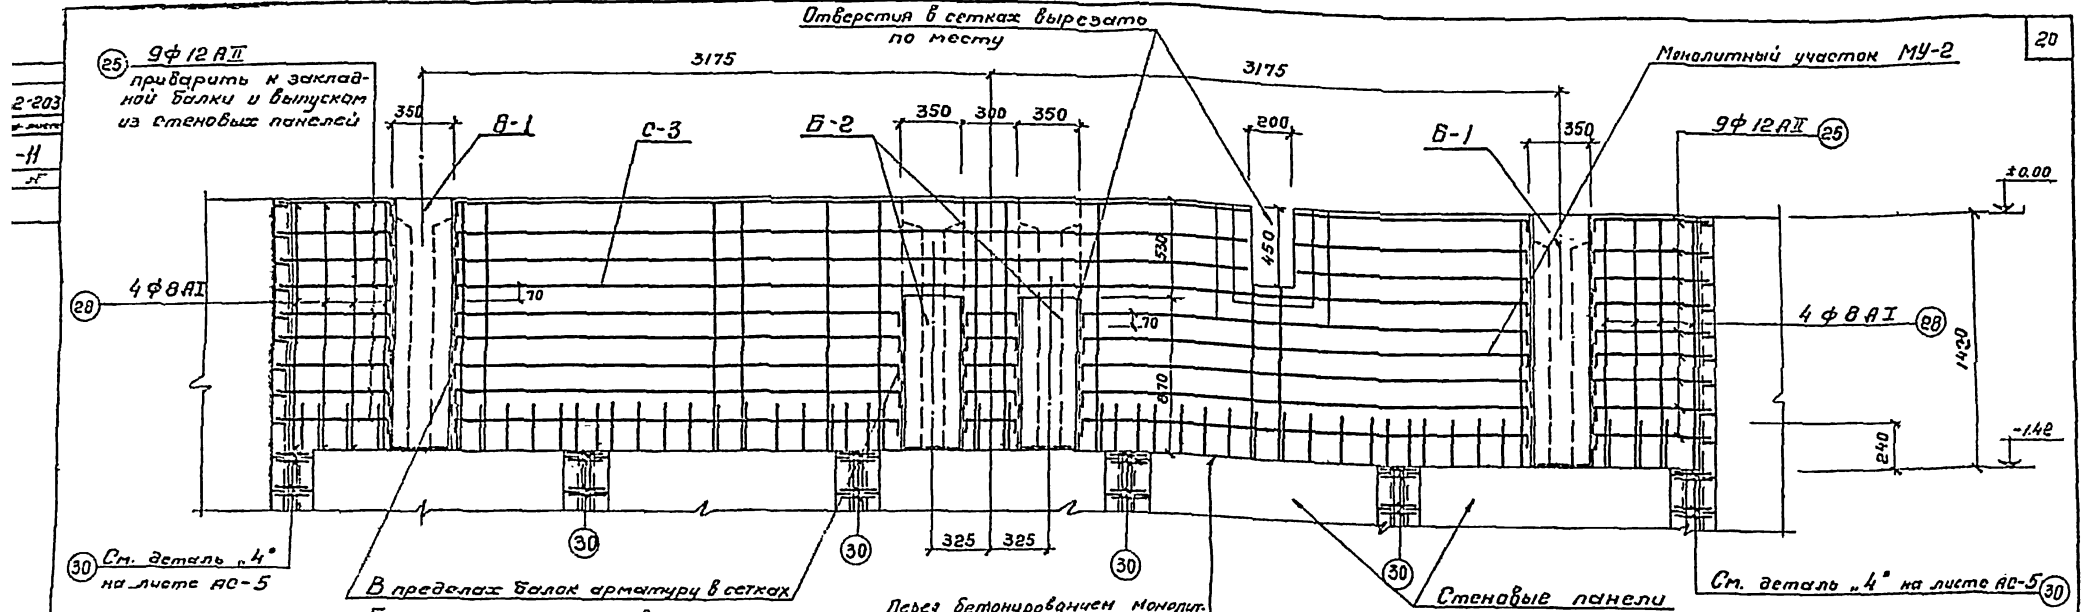 Отверстия в сетках вырезать
по месту
20
25
9ф12АII
приварить к заклад-
ной балки и выпускам
из стеновых панелей
3175
3175
Монолитный участок МУ-2
2-203
-11
350
Б-1
С-3
Б-2
350
300
350
200
Б-1
350
9ф12АII
25
±0.00
28
4ф8АI
70
530
450
70
4ф8АI
28
1420
870
240
-1.42
30
30
30
30
325
325
30
См. деталь „4"
на листе АС-5
В пределах балок арматуру в сетках
Перед бетонированием монолит-
Стеновые панели
См. деталь „4" на листе АС-5
30